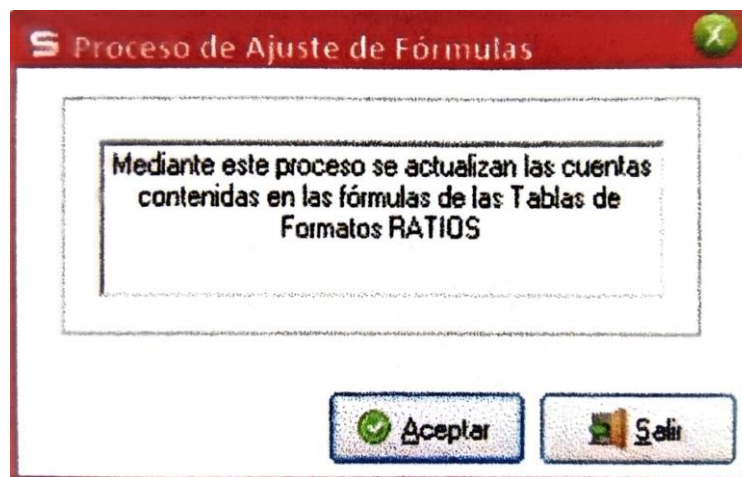 S Proceso de Ajuste de Fórmulas
X
Mediante este proceso se actualizan las cuentas
contenidas en las fórmulas de las Tablas de
Formatos RATIOS
Aceptar
Salir